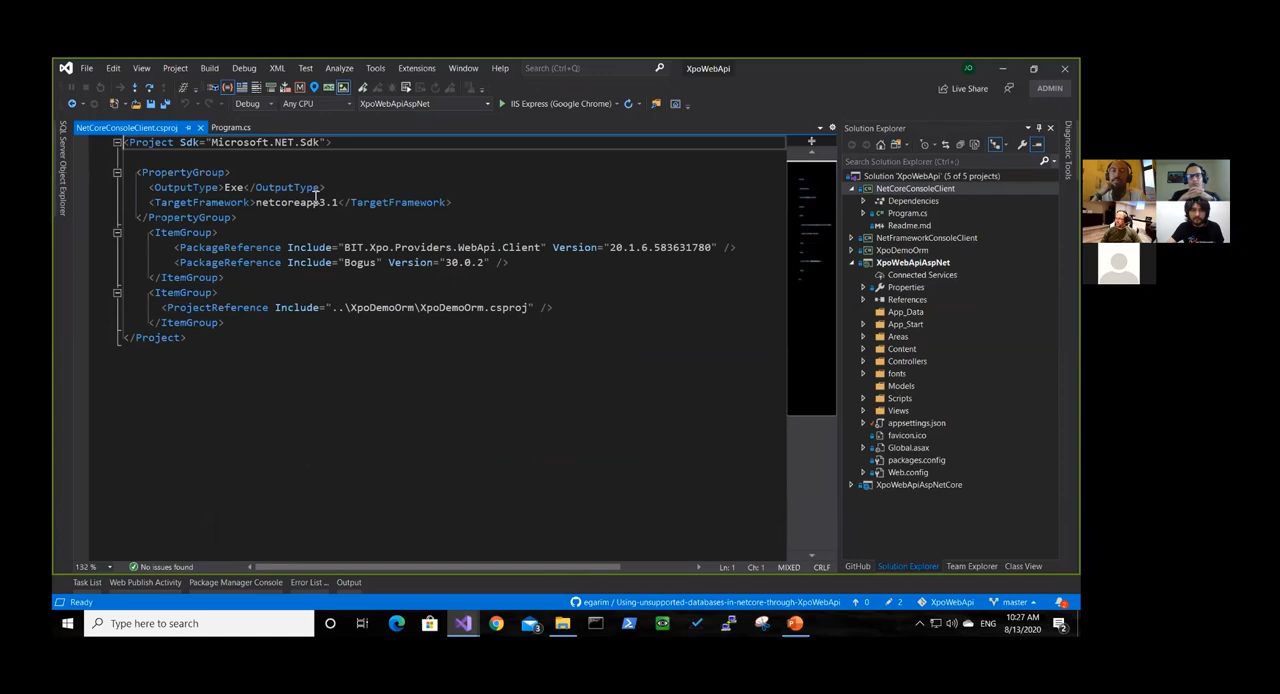 File Edit View Project Build Debug XML Test Analyze Tools Extensions Window Help Search (Ctrl+Q) XpoWebApi JO
Live Share ADMIN
Debug Any CPU XpoWebApiAspNet IIS Express (Google Chrome)
SQL Server Object Explorer
NetCoreConsoleClient.csproj Program.cs
<Project Sdk="Microsoft.NET.Sdk">
<PropertyGroup>
<OutputType>Exe</OutputType>
<TargetFramework>netcoreapp3.1</TargetFramework>
</PropertyGroup>
<ItemGroup>
<PackageReference Include="BIT.Xpo.Providers.WebApi.Client" Version="20.1.6.583631780" />
<PackageReference Include="Bogus" Version="30.0.2" />
</ItemGroup>
<ItemGroup>
<ProjectReference Include="..\XpoDemoOrm\XpoDemoOrm.csproj" />
</ItemGroup>
</Project>
132 % No issues found Ln: 1 Ch: 1 MIXED CRLF
Solution Explorer
Search Solution Explorer (Ctrl+;)
Solution 'XpoWebApi' (5 of 5 projects)
NetCoreConsoleClient
Dependencies
Program.cs
Readme.md
NetFrameworkConsoleClient
XpoDemoOrm
XpoWebApiAspNet
Connected Services
Properties
References
App_Data
App_Start
Areas
Content
Controllers
fonts
Models
Scripts
Views
appsettings.json
favicon.ico
Global.asax
packages.config
Web.config
XpoWebApiAspNetCore
GitHub Solution Explorer Team Explorer Class View
Diagnostic Tools
Task List Web Publish Activity Package Manager Console Error List ... Output
Ready egarim / Using-unsupported-databases-in-netcore-through-XpoWebApi 0 2 XpoWebApi master
Type here to search 3 ENG 10:27 AM
8/13/2020 2